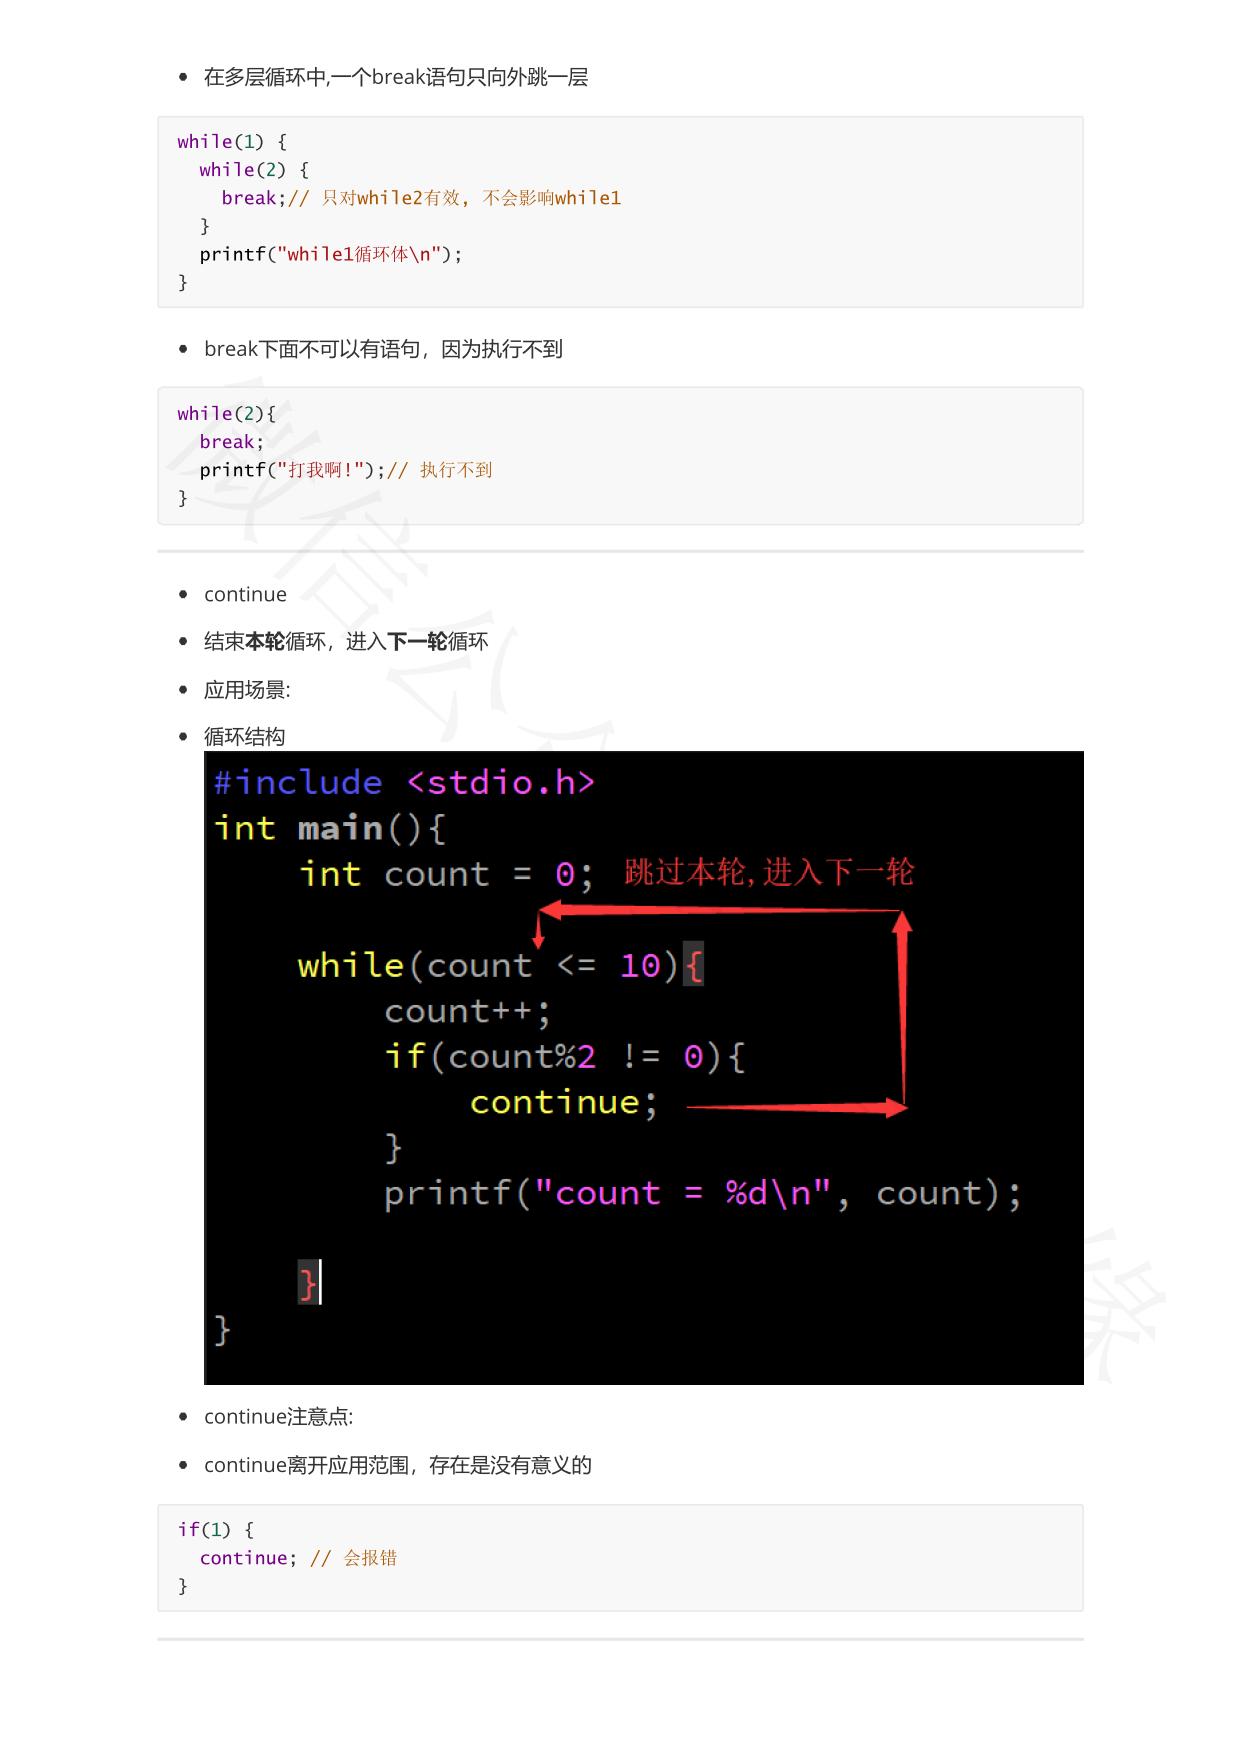 在多层循环中,一个break语句只向外跳一层
while(1) {
  while(2) {
    break;// 只对while2有效, 不会影响while1
  }
  printf("while1循环体\n");
}
break下面不可以有语句，因为执行不到
while(2){
  break;
  printf("打我啊!");// 执行不到
}
continue
结束本轮循环，进入下一轮循环
应用场景:
循环结构
#include <stdio.h>
int main(){
    int count = 0; 跳过本轮,进入下一轮
    while(count <= 10){
        count++;
        if(count%2 != 0){
            continue;
        }
        printf("count = %d\n", count);
    }
}
continue注意点:
continue离开应用范围，存在是没有意义的
if(1) {
  continue; // 会报错
}
微信公
缘